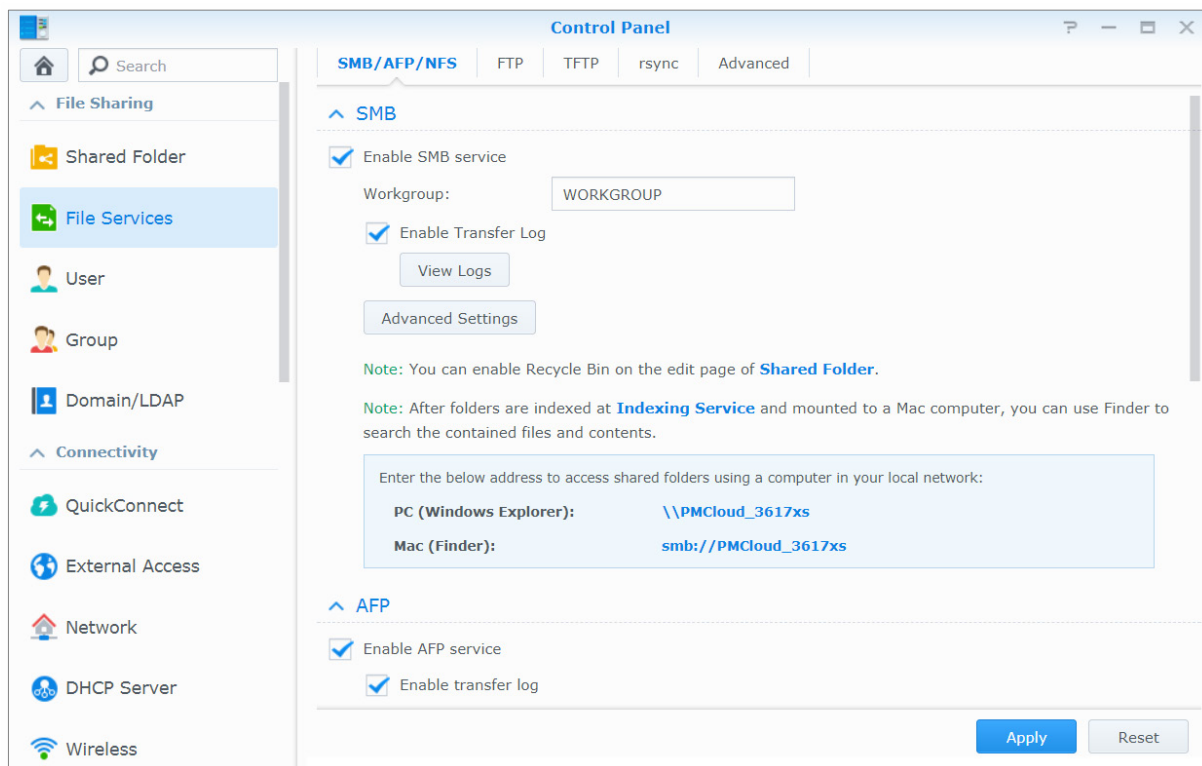 Control Panel
Search
File Sharing
Shared Folder
File Services
User
Group
Domain/LDAP
Connectivity
QuickConnect
External Access
Network
DHCP Server
Wireless
SMB/AFP/NFS FTP TFTP rsync Advanced
SMB
Enable SMB service
Workgroup: WORKGROUP
Enable Transfer Log
View Logs
Advanced Settings
Note: You can enable Recycle Bin on the edit page of Shared Folder.
Note: After folders are indexed at Indexing Service and mounted to a Mac computer, you can use Finder to
search the contained files and contents.
Enter the below address to access shared folders using a computer in your local network:
PC (Windows Explorer): \\PMCloud_3617xs
Mac (Finder): smb://PMCloud_3617xs
AFP
Enable AFP service
Enable transfer log
Apply Reset